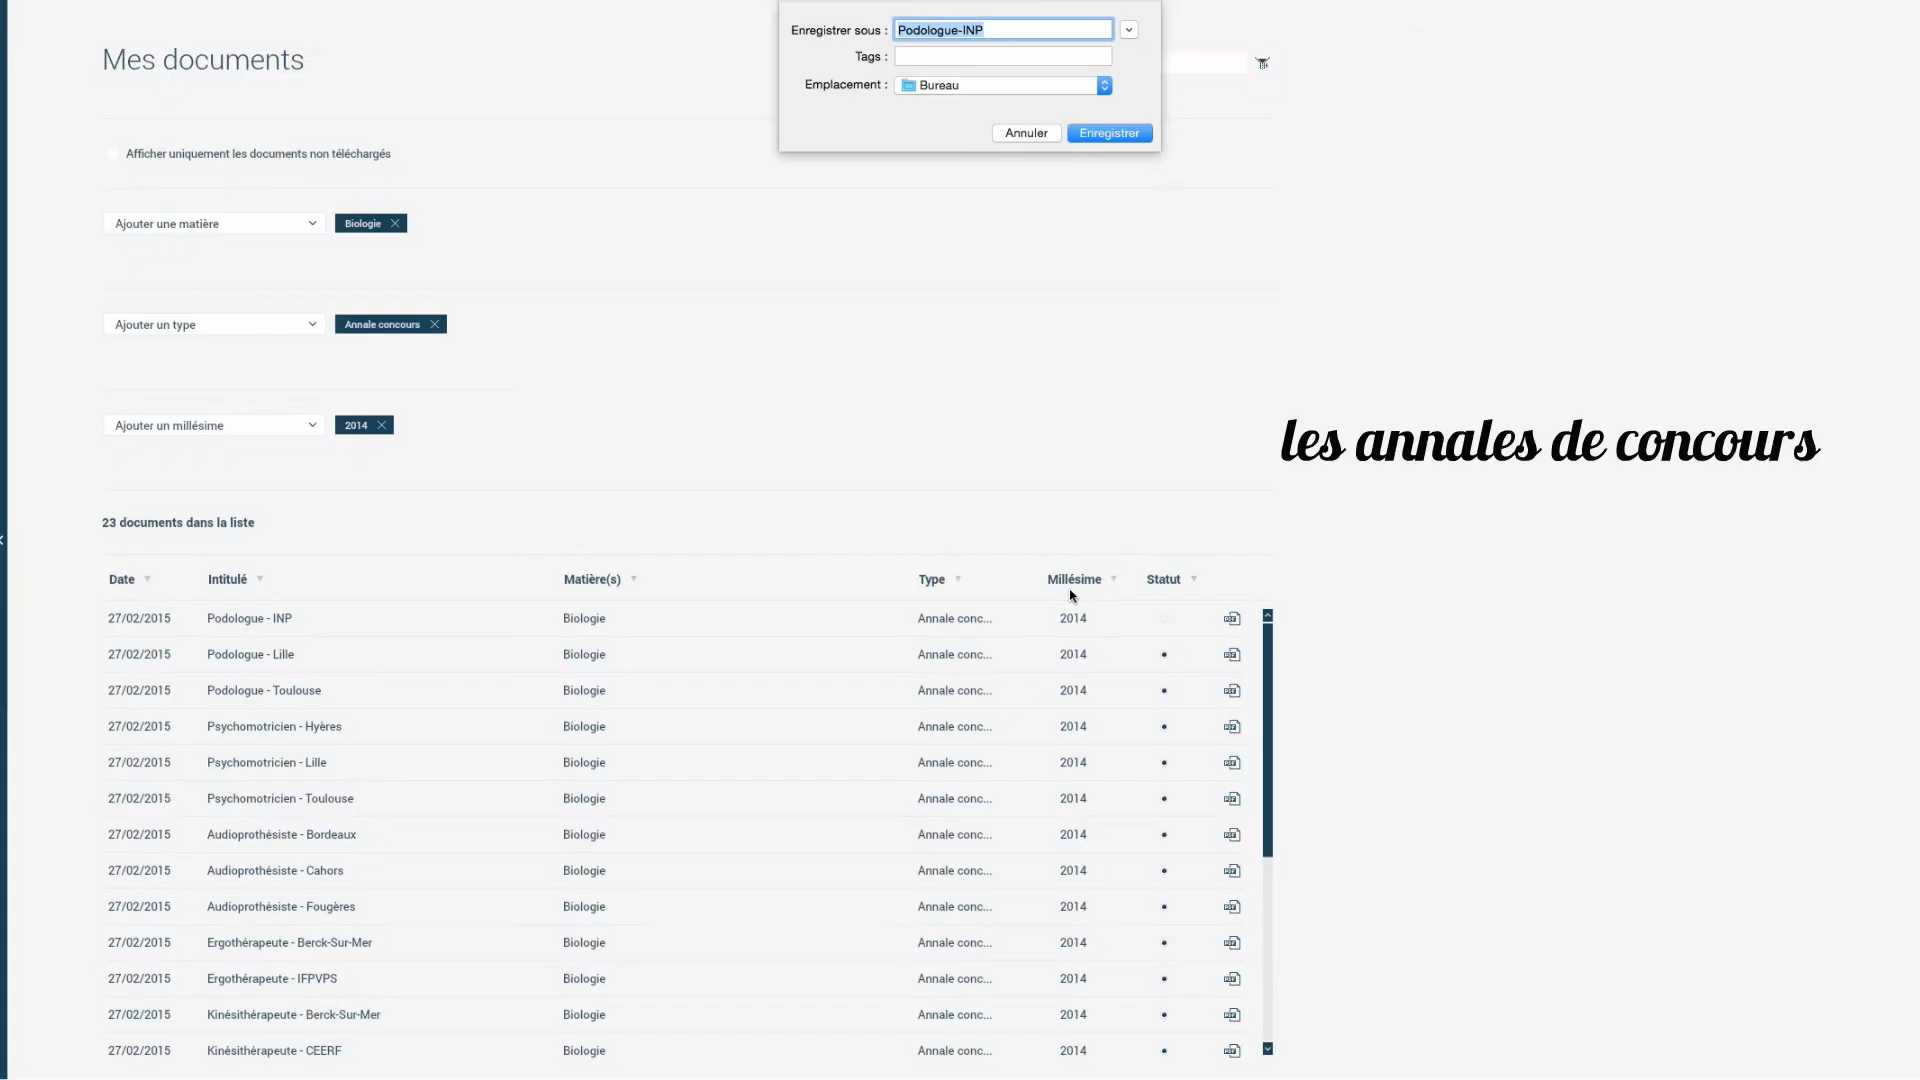 Enregistrer sous :
Podologue-INP
Tags :
Emplacement :
Bureau
Annuler
Enregistrer
Mes documents
Afficher uniquement les documents non téléchargés
Ajouter une matière
Biologie
Ajouter un type
Annale concours
Ajouter un millésime
2014
les annales de concours
23 documents dans la liste
Date Intitulé Matière(s) Type Millésime Statut
27/02/2015 Podologue - INP Biologie Annale conc... 2014
27/02/2015 Podologue - Lille Biologie Annale conc... 2014
27/02/2015 Podologue - Toulouse Biologie Annale conc... 2014
27/02/2015 Psychomotricien - Hyères Biologie Annale conc... 2014
27/02/2015 Psychomotricien - Lille Biologie Annale conc... 2014
27/02/2015 Psychomotricien - Toulouse Biologie Annale conc... 2014
27/02/2015 Audioprothésiste - Bordeaux Biologie Annale conc... 2014
27/02/2015 Audioprothésiste - Cahors Biologie Annale conc... 2014
27/02/2015 Audioprothésiste - Fougères Biologie Annale conc... 2014
27/02/2015 Ergothérapeute - Berck-Sur-Mer Biologie Annale conc... 2014
27/02/2015 Ergothérapeute - IFPVPS Biologie Annale conc... 2014
27/02/2015 Kinésithérapeute - Berck-Sur-Mer Biologie Annale conc... 2014
27/02/2015 Kinésithérapeute - CEERF Biologie Annale conc... 2014